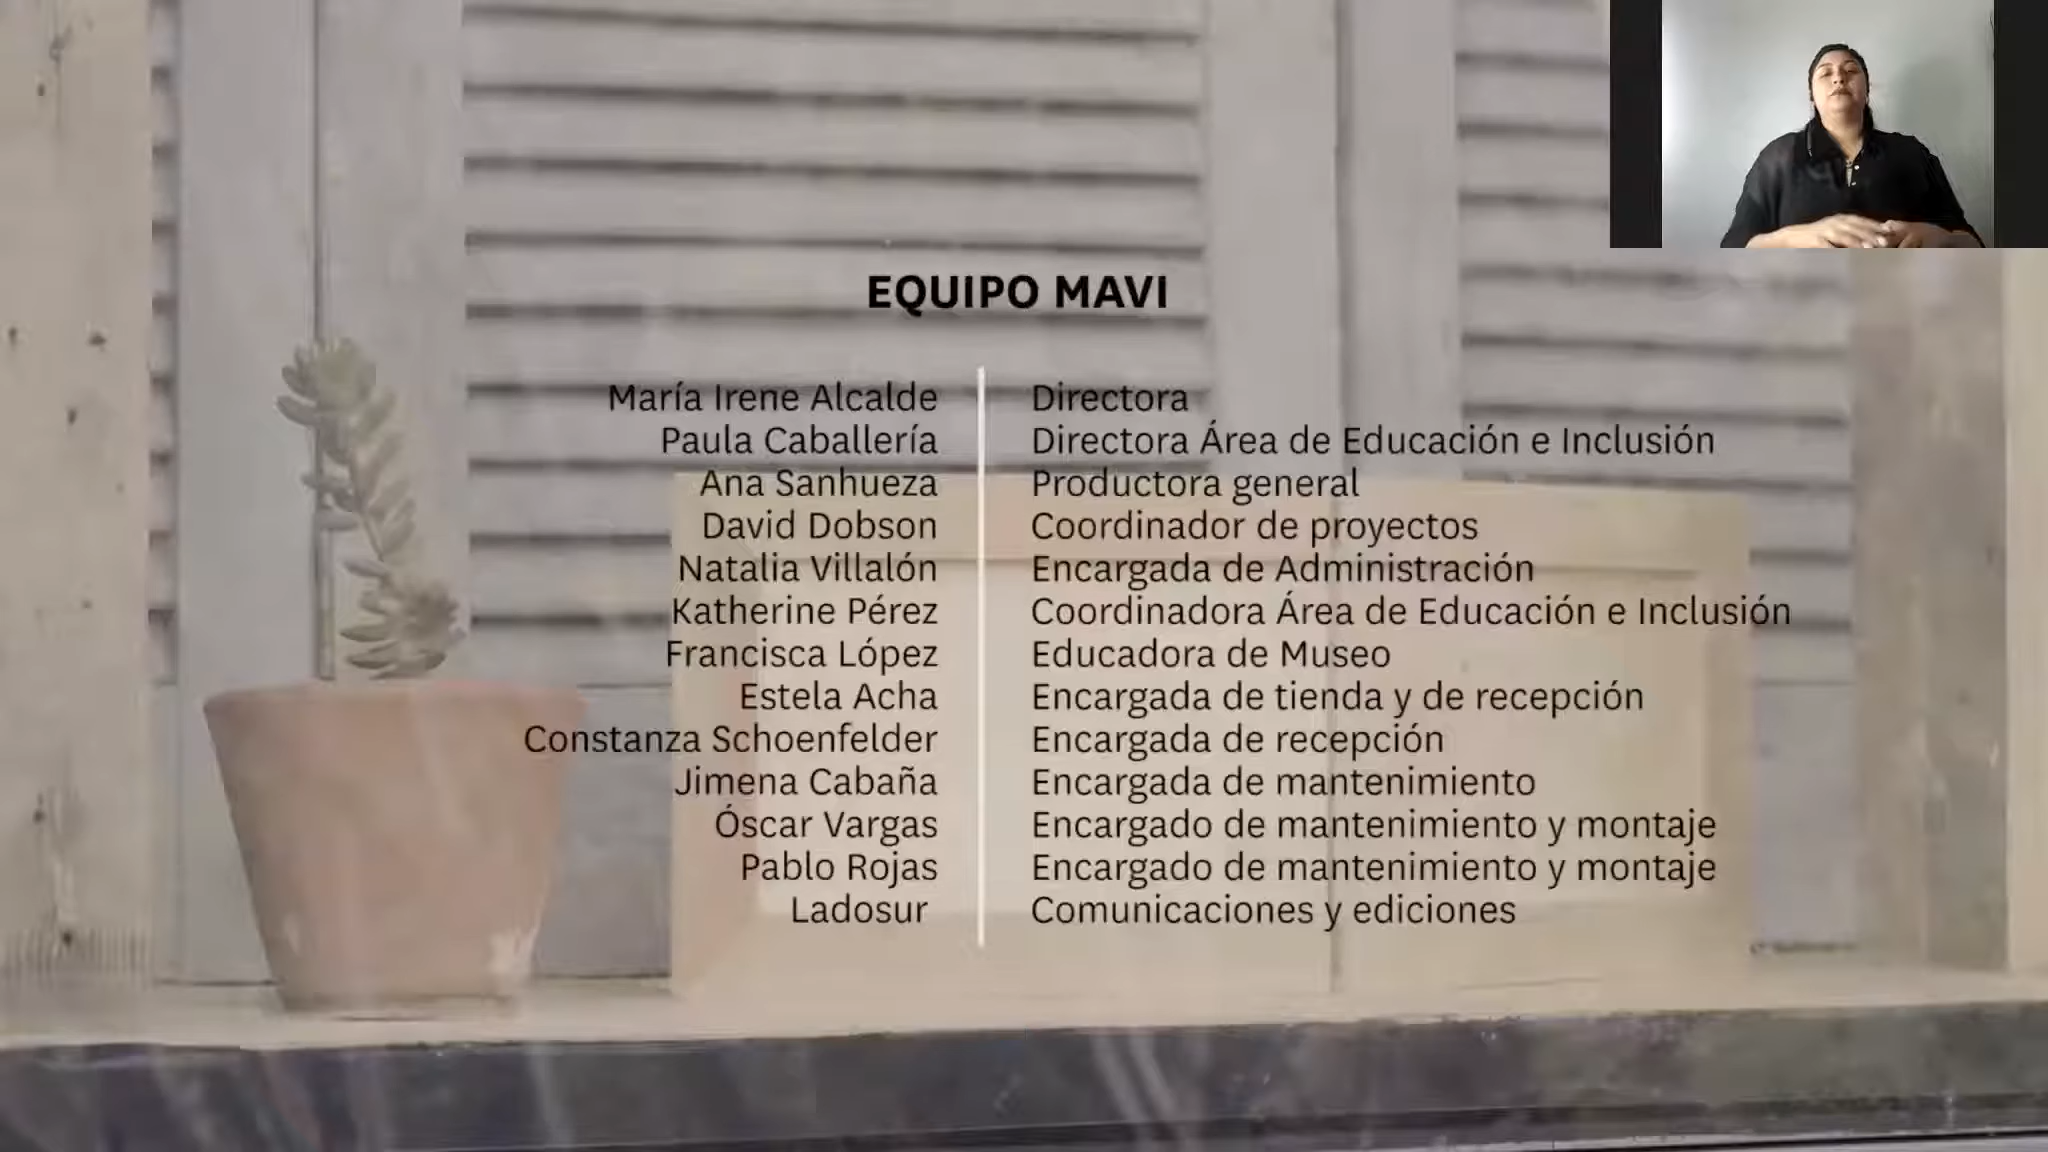 EQUIPO MAVI
María Irene Alcalde Directora
Paula Caballería Directora Área de Educación e Inclusión
Ana Sanhueza Productora general
David Dobson Coordinador de proyectos
Natalia Villalón Encargada de Administración
Katherine Pérez Coordinadora Área de Educación e Inclusión
Francisca López Educadora de Museo
Estela Acha Encargada de tienda y de recepción
Constanza Schoenfelder Encargada de recepción
Jimena Cabaña Encargada de mantenimiento
Óscar Vargas Encargado de mantenimiento y montaje
Pablo Rojas Encargado de mantenimiento y montaje
Ladosur Comunicaciones y ediciones